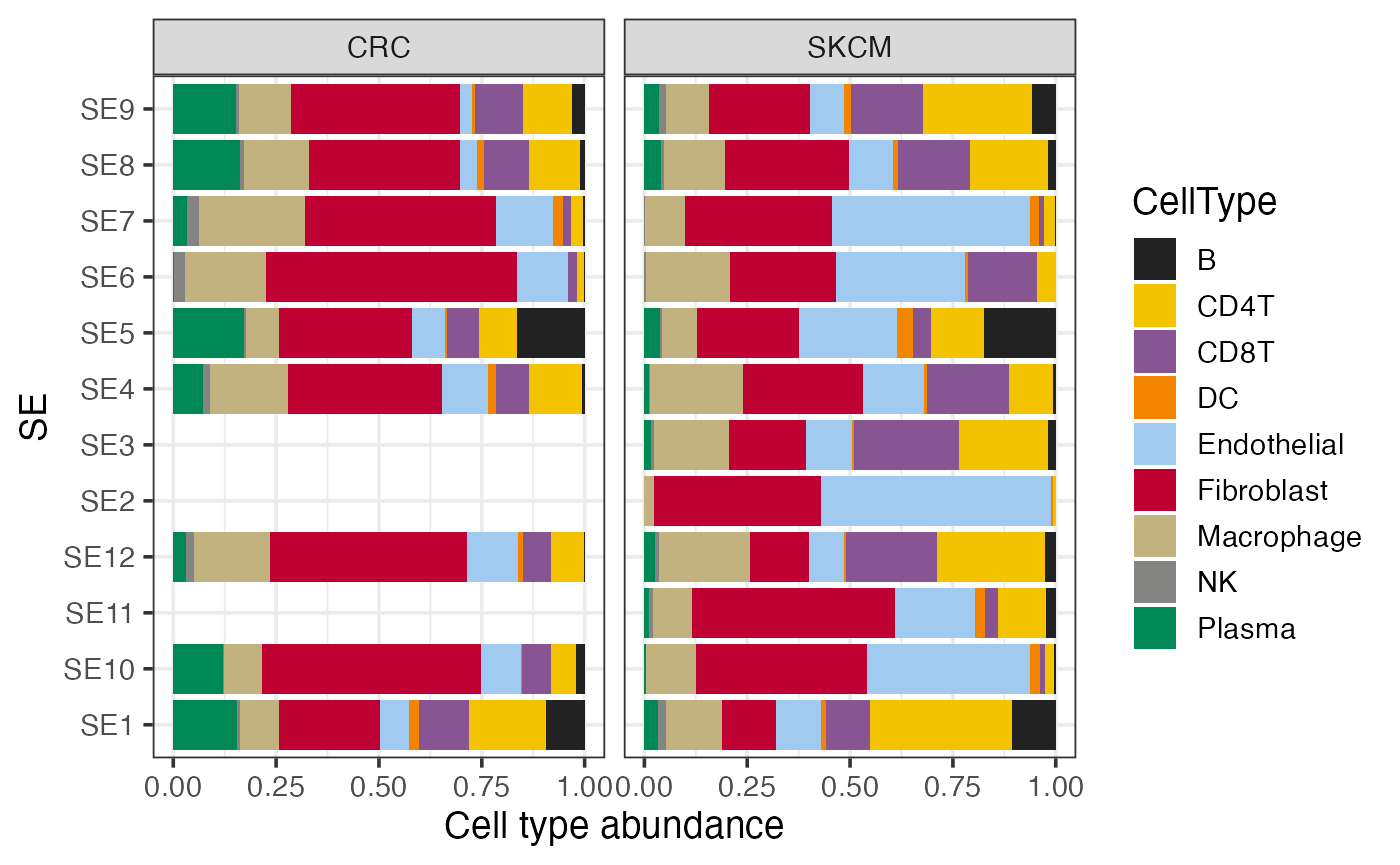 CRC SKCM
SE9
SE8
SE7
SE6
SE5
SE4
SE3
SE2
SE12
SE11
SE10
SE1
SE
0.00 0.25 0.50 0.75 1.00 0.00 0.25 0.50 0.75 1.00
Cell type abundance
CellType
B
CD4T
CD8T
DC
Endothelial
Fibroblast
Macrophage
NK
Plasma